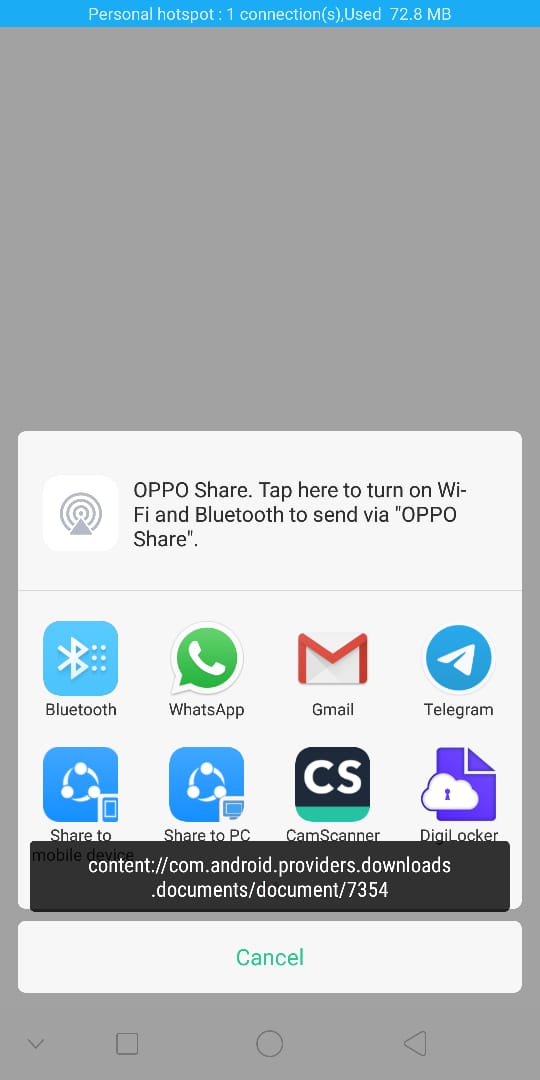 Personal hotspot : 1 connection(s),Used 72.8 MB
OPPO Share. Tap here to turn on Wi-
Fi and Bluetooth to send via "OPPO
Share".
Bluetooth
WhatsApp
Gmail
Telegram
CS
Share to
mobile device
Share to PC
CamScanner
DigiLocker
content://com.android.providers.downloads
.documents/document/7354
Cancel